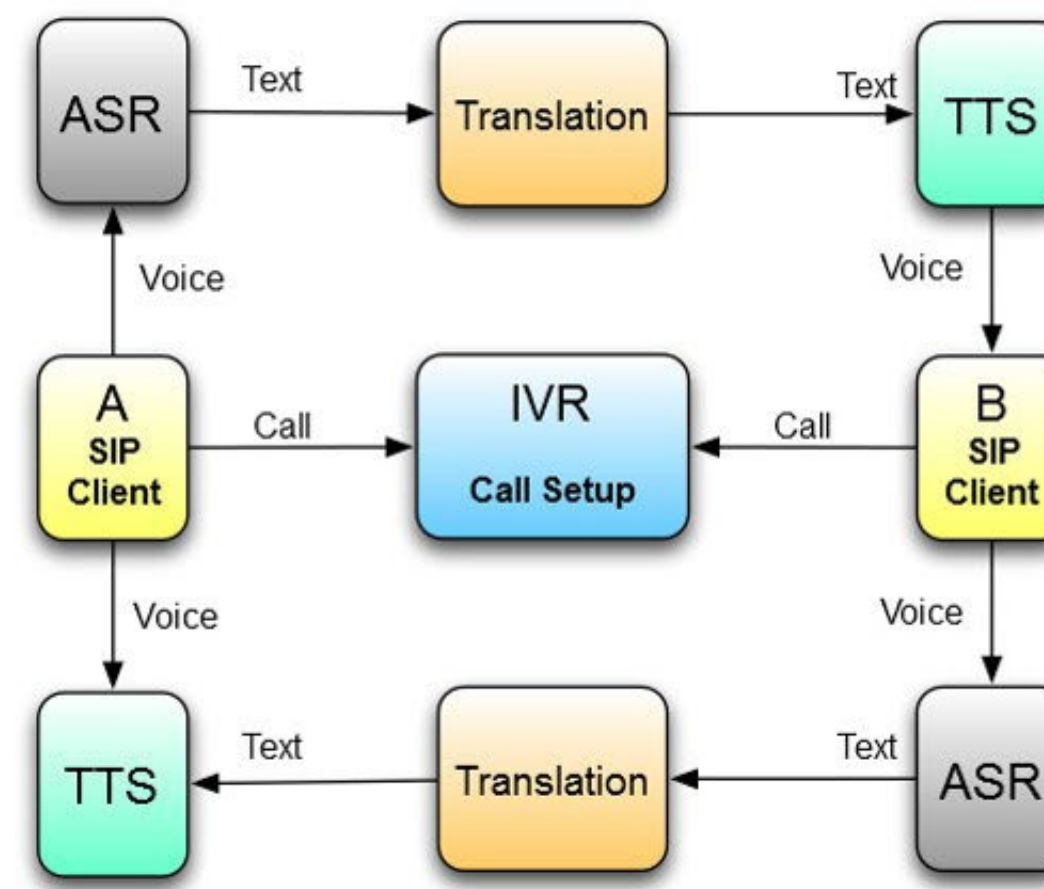 ASR
Text
Translation
Text
TTS
Voice
Voice
A
SIP
Client
Call
IVR
Call Setup
Call
B
SIP
Client
Voice
Voice
TTS
Text
Translation
Text
ASR